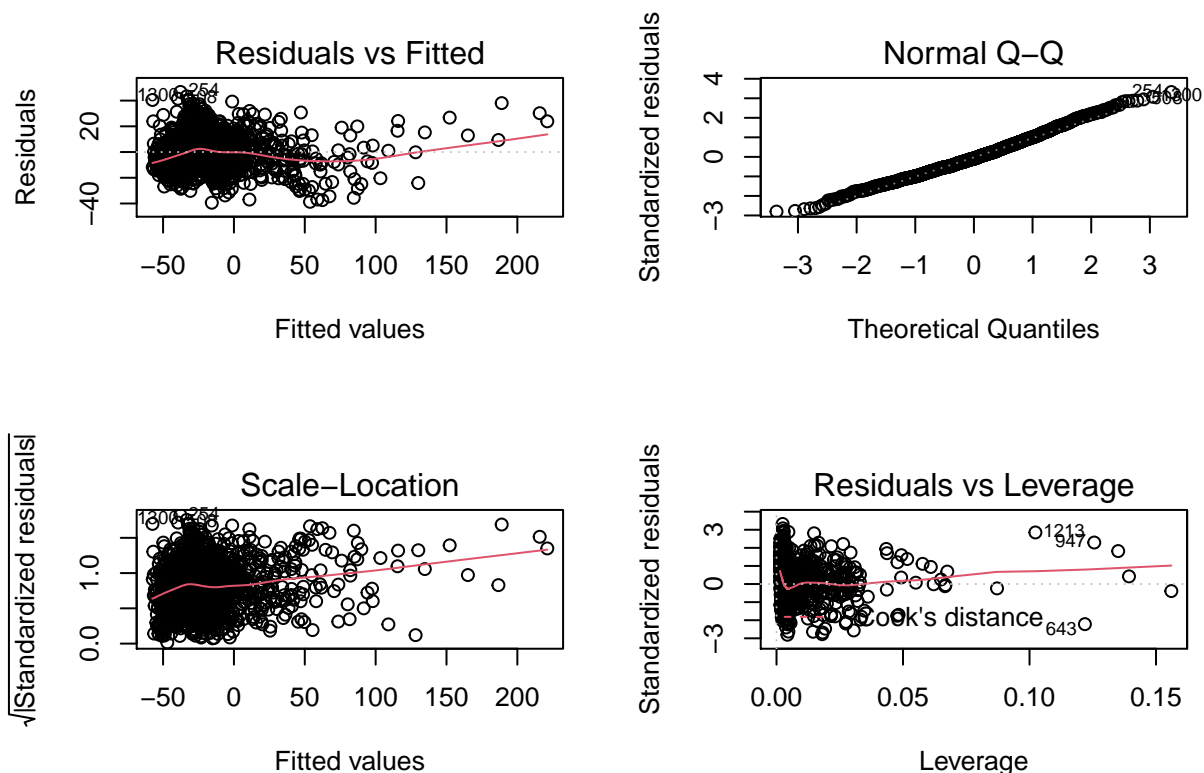 Residuals vs Fitted
Residuals
20
−40
1300
254
−50 0 50 100 150 200
Fitted values
Normal Q−Q
Standardized residuals
4
2
0
−3
254
−3 −2 −1 0 1 2 3
Theoretical Quantiles
Scale−Location
√|Standardized residuals|
1.0
0.0
1300
254
−50 0 50 100 150 200
Fitted values
Residuals vs Leverage
Standardized residuals
3
0
−3
1213
947
Cook's distance
643
0.00 0.05 0.10 0.15
Leverage